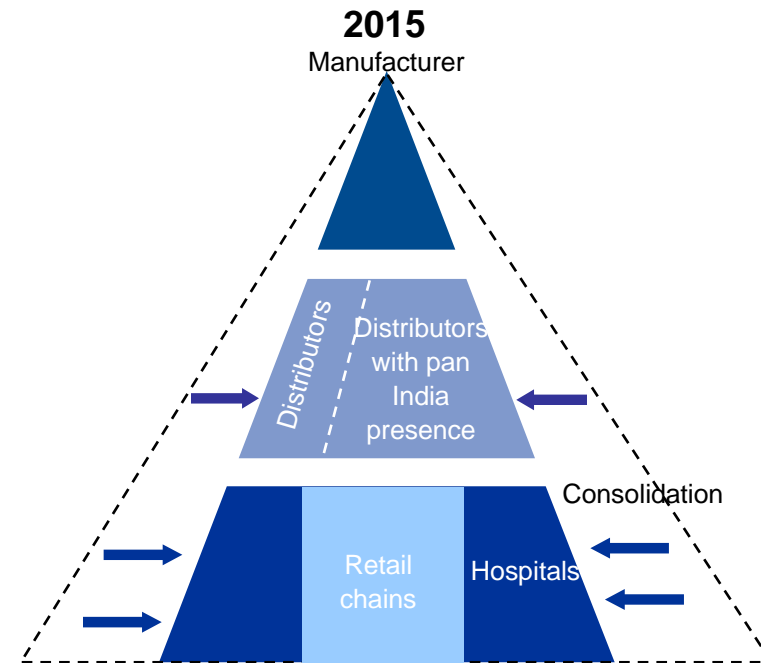 2015
Manufacturer
Distributors
Distributors
with pan
India
presence
Consolidation
Retail
chains
Hospitals